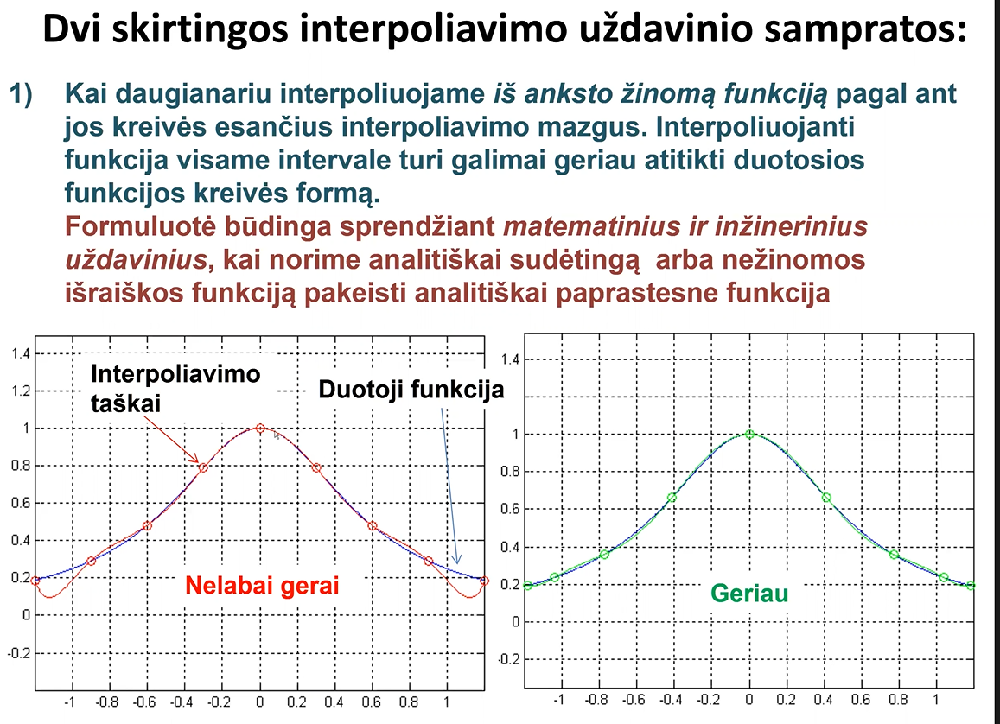 Dvi skirtingos interpoliavimo uždavinio sampratos:
1) Kai daugianariu interpoliuojame iš anksto žinomą funkciją pagal ant
jos kreivės esančius interpoliavimo mazgus. Interpoliuojanti
funkcija visame intervale turi galimai geriau atitikti duotosios
funkcijos kreivės formą.
Formuluotė būdinga sprendžiant matematinius ir inžinerinius
uždavinius, kai norime analitiškai sudėtingą arba nežinomos
išraiškos funkciją pakeisti analitiškai paprastesne funkcija
1.4
1.2
1
0.8
0.6
0.4
0.2
0
-0.2
Interpoliavimo
taškai
Duotoji funkcija
Nelabai gerai
-1 -0.8 -0.6 -0.4 -0.2 0 0.2 0.4 0.6 0.8 1
1.4
1
0.8
0.6
0.4
0.2
0
-0.2
Geriau
-1 -0.8 -0.6 -0.4 -0.2 0 0.2 0.4 0.6 0.8 1